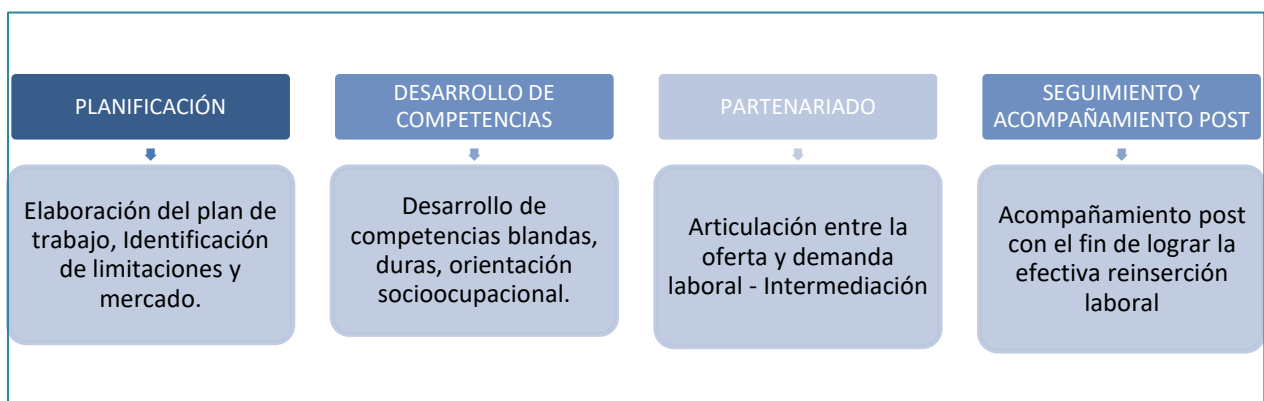 PLANIFICACIÓN
Elaboración del plan de
trabajo, Identificación
de limitaciones y
mercado.
DESARROLLO DE
COMPETENCIAS
Desarrollo de
competencias blandas,
duras, orientación
socioocupacional.
PARTENARIADO
Articulación entre la
oferta y demanda
laboral - Intermediación
SEGUIMIENTO Y
ACOMPAÑAMIENTO POST
Acompañamiento post
con el fin de lograr la
efectiva reinserción
laboral